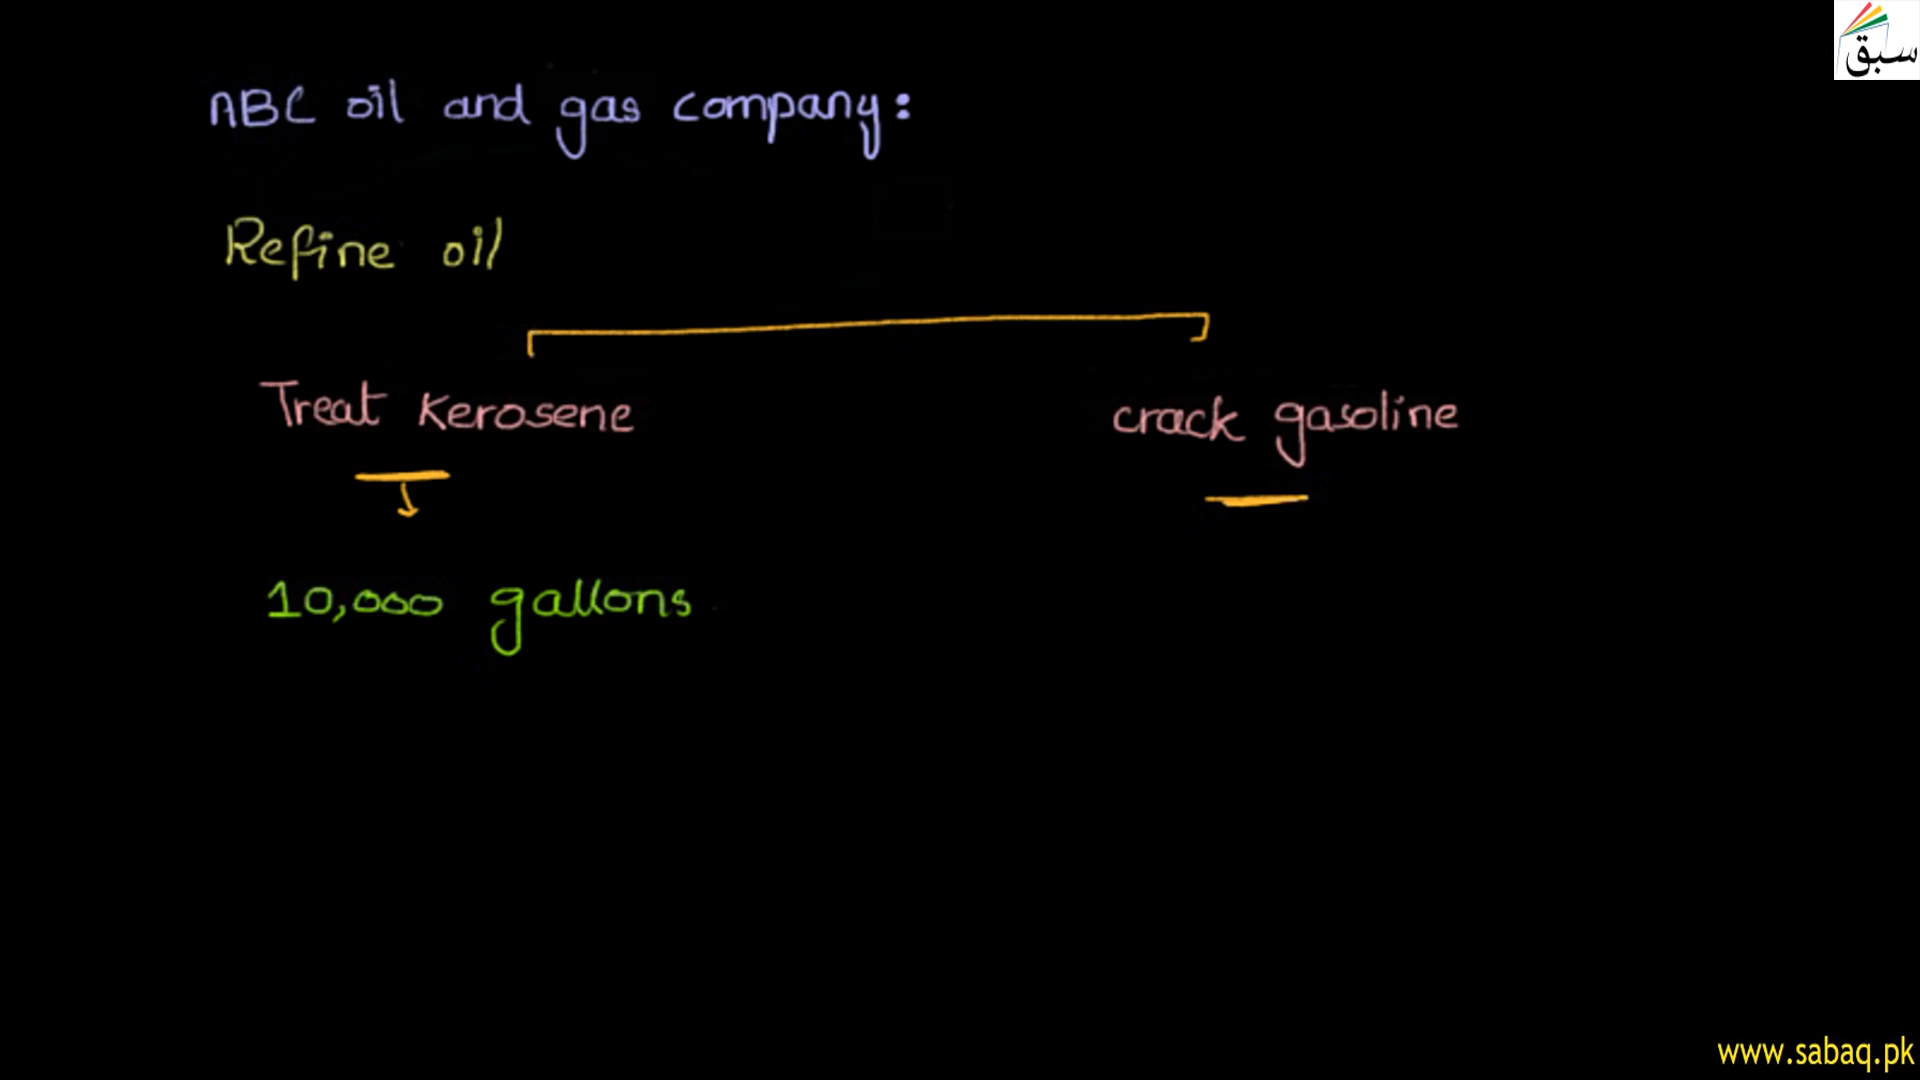 سبق
ABC oil and gas company:
Refine oil
Treat Kerosene
crack gasoline
10,000 gallons
www.sabaq.pk